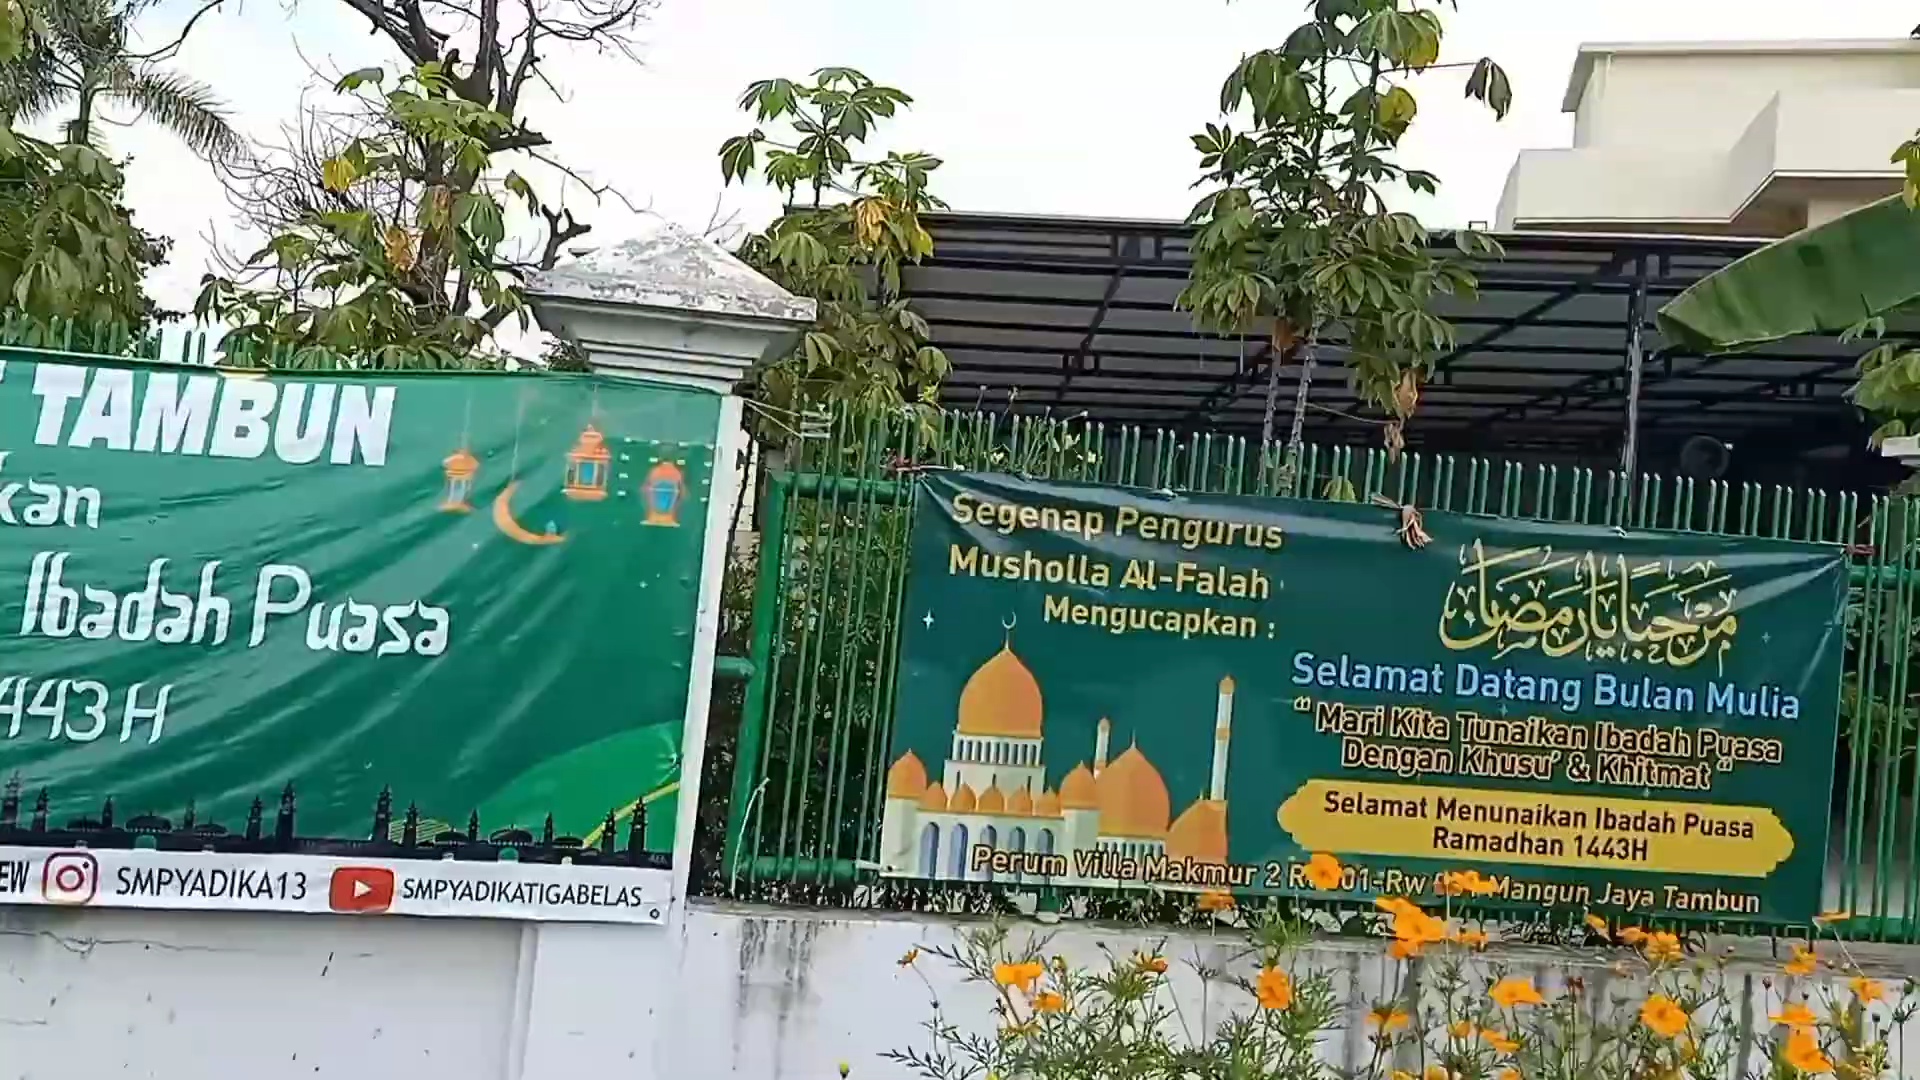 TAMBUN
kan
Ibadah Puasa
1443 H
EW SMPYADIKA13 SMPYADIKATIGABELAS
Segenap Pengurus
Musholla Al-Falah
Mengucapkan :
مرحبا يا رمضان
Selamat Datang Bulan Mulia
“ Mari Kita Tunaikan Ibadah Puasa
Dengan Khusu’ & Khitmat “
Selamat Menunaikan Ibadah Puasa
Ramadhan 1443H
Perum Villa Makmur 2 Mangun Jaya Tambun